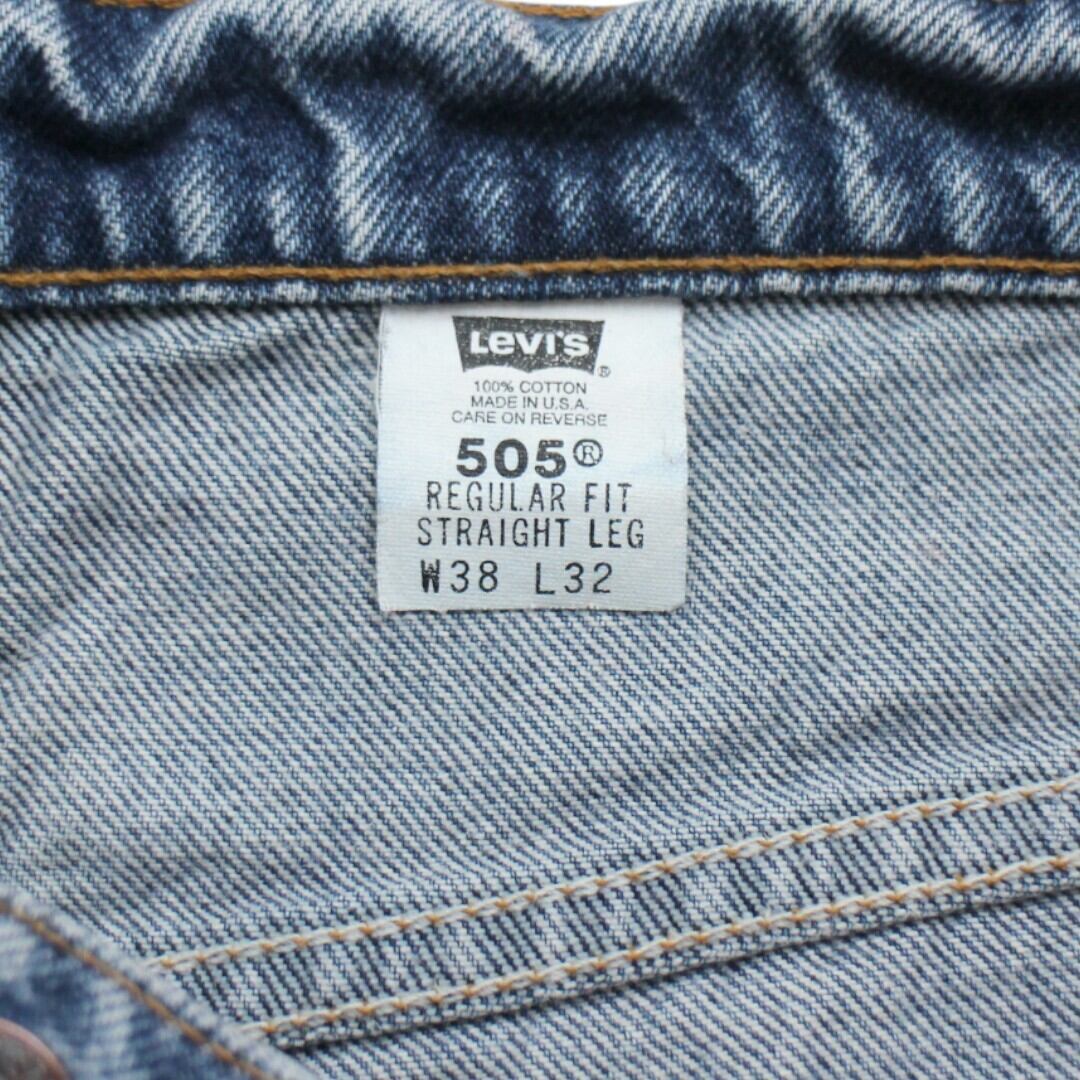 Levi's ®
100% COTTON
MADE IN U.S.A.
CARE ON REVERSE
505®
REGULAR FIT
STRAIGHT LEG
W38 L32